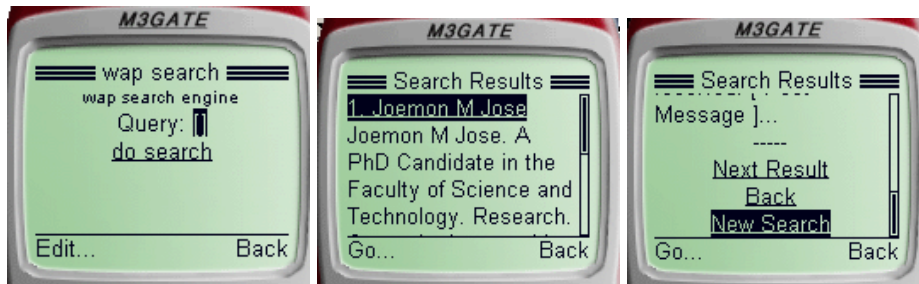 M3GATE
wap search
wap search engine
Query: []
do search
Edit... Back
M3GATE
Search Results
1. Joemon M Jose
Joemon M Jose. A
PhD Candidate in the
Faculty of Science and
Technology. Research.
Go... Back
M3GATE
Search Results
Message ]...
-----
Next Result
Back
New Search
Go... Back